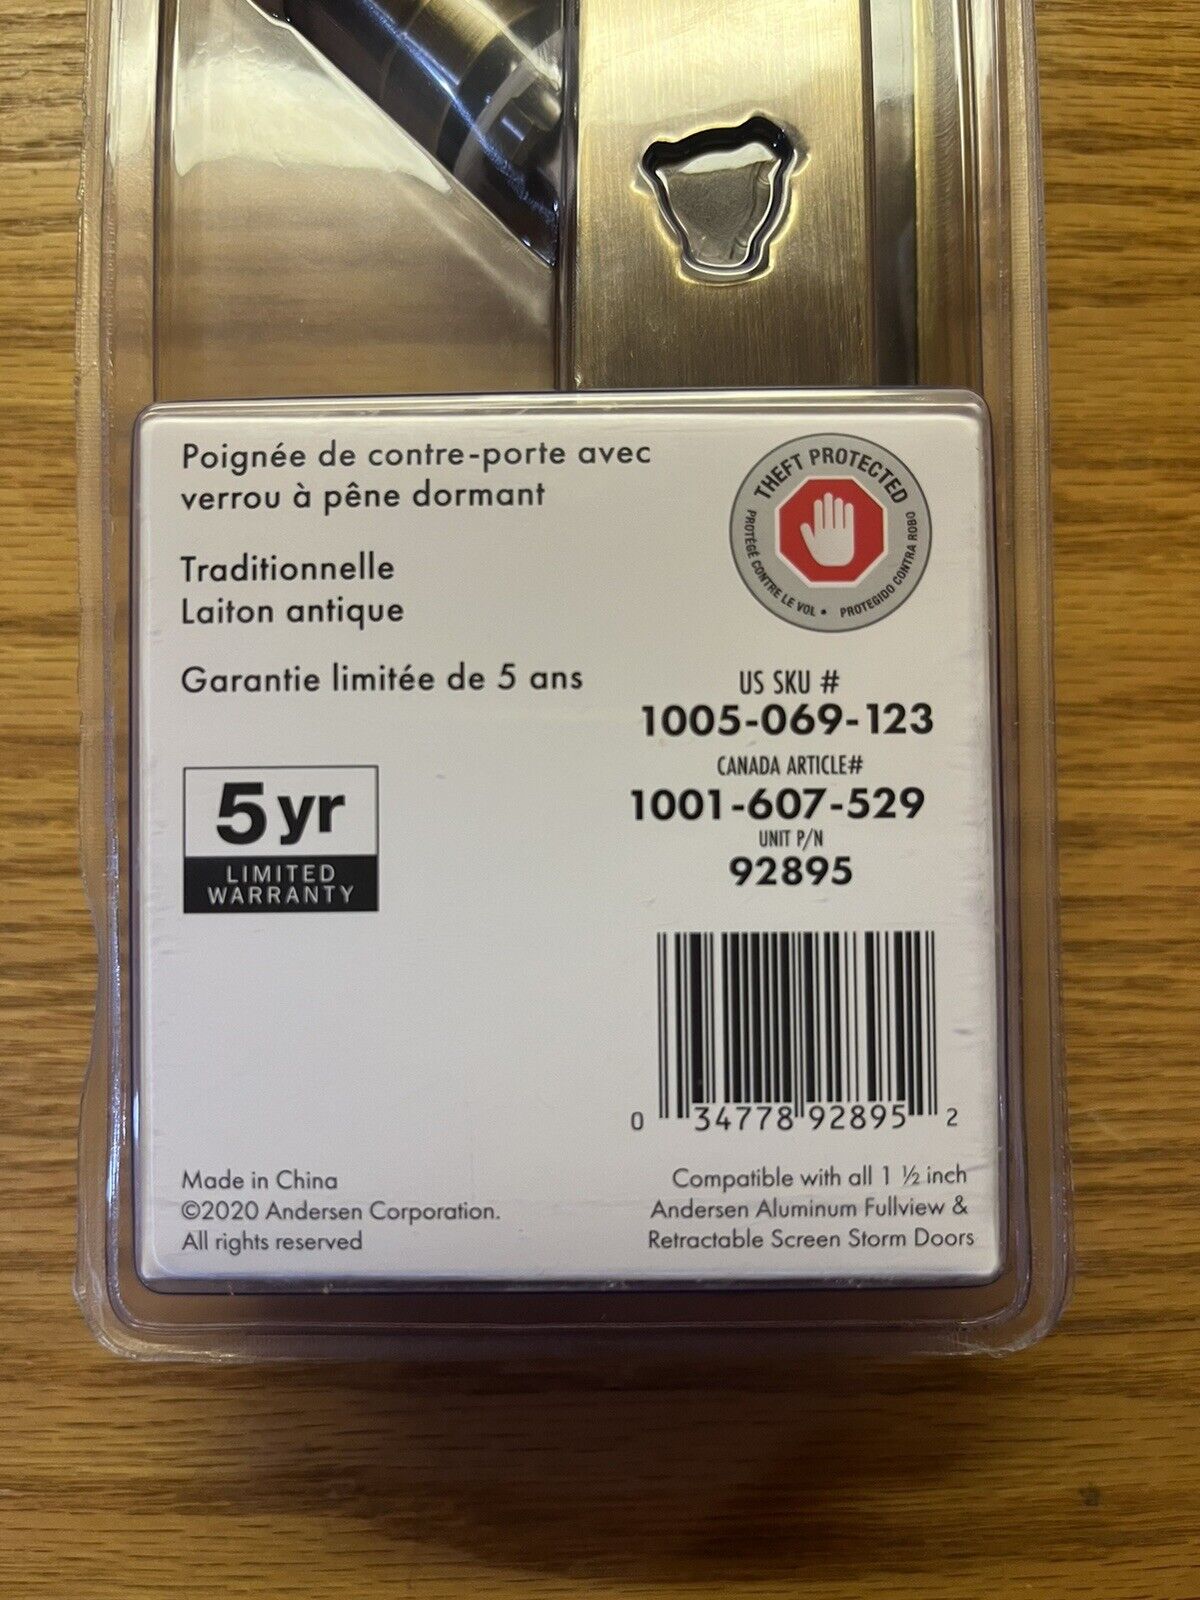 Poignée de contre-porte avec
verrou à pêne dormant
Traditionnelle
Laiton antique
Garantie limitée de 5 ans
THEFT PROTECTED
PROTÉGÉ CONTRE LE VOL • PROTEGIDO CONTRA ROBO
US SKU #
1005-069-123
CANADA ARTICLE#
1001-607-529
UNIT P/N
92895
5 yr
LIMITED
WARRANTY
0 34778 92895 2
Made in China
©2020 Andersen Corporation.
All rights reserved
Compatible with all 1 ½ inch
Andersen Aluminum Fullview &
Retractable Screen Storm Doors